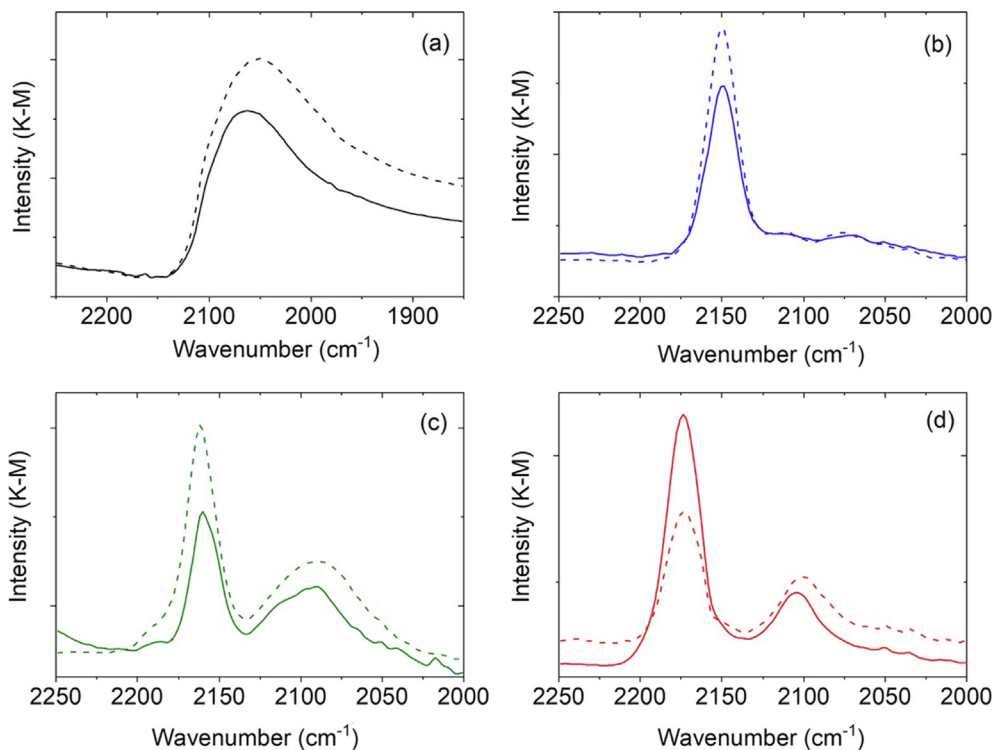 (a)
Intensity (K-M)
2200 2100 2000 1900
Wavenumber (cm-1)
(b)
Intensity (K-M)
2250 2200 2150 2100 2050 2000
Wavenumber (cm-1)
(c)
Intensity (K-M)
2250 2200 2150 2100 2050 2000
Wavenumber (cm-1)
(d)
Intensity (K-M)
2250 2200 2150 2100 2050 2000
Wavenumber (cm-1)